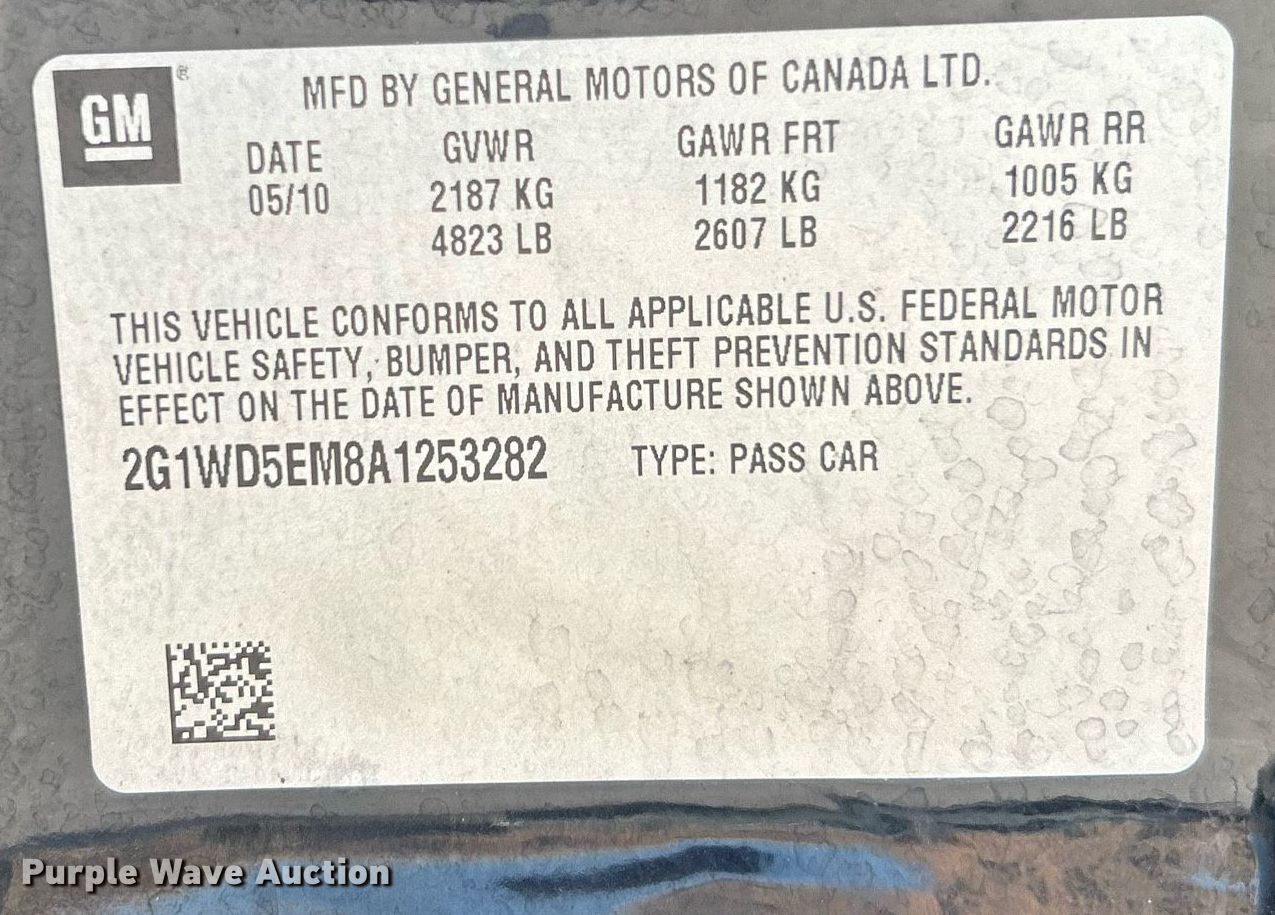 GM ®
MFD BY GENERAL MOTORS OF CANADA LTD.
DATE GVWR GAWR FRT GAWR RR
05/10 2187 KG 1182 KG 1005 KG
4823 LB 2607 LB 2216 LB
THIS VEHICLE CONFORMS TO ALL APPLICABLE U.S. FEDERAL MOTOR
VEHICLE SAFETY, BUMPER, AND THEFT PREVENTION STANDARDS IN
EFFECT ON THE DATE OF MANUFACTURE SHOWN ABOVE.
2G1WD5EM8A1253282 TYPE: PASS CAR
Purple Wave Auction